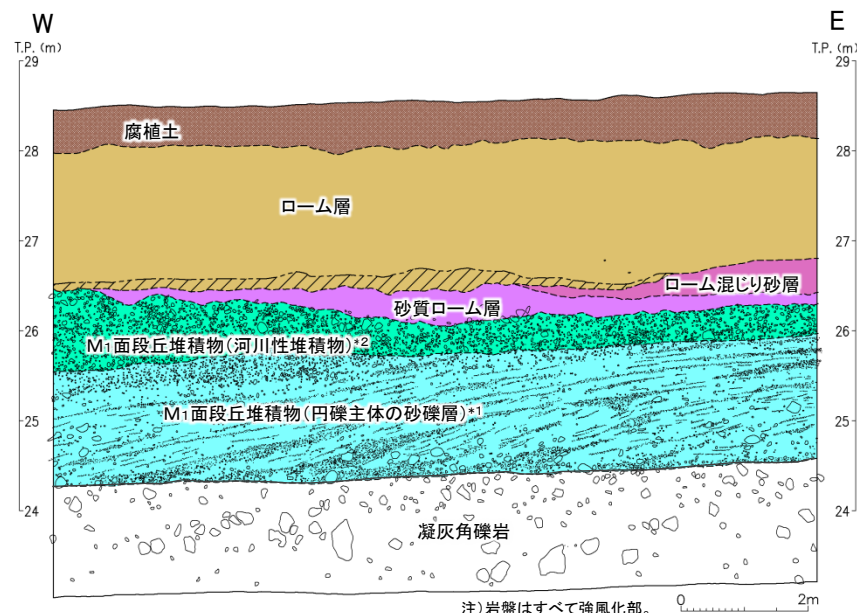 W
E
T.P. (m)
T.P. (m)
29
29
腐植土
28
28
ローム層
27
27
ローム混じり砂層
砂質ローム層
26
26
M1面段丘堆積物(河川性堆積物)*2
25
25
M1面段丘堆積物(円礫主体の砂礫層)*1
24
24
凝灰角礫岩
注)岩盤はすべて強風化部。
0
2m